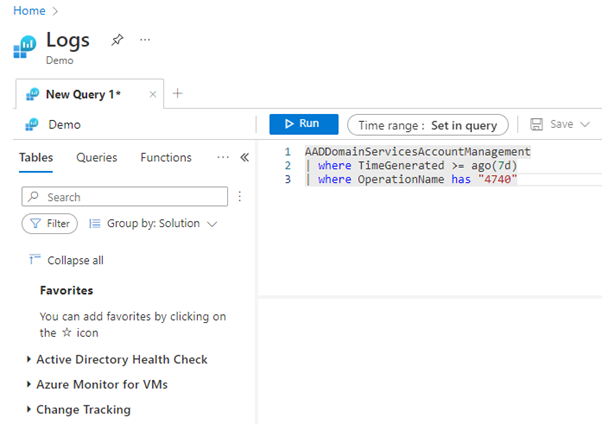 Home >
Logs
Demo
New Query 1*
Demo
Run
Time range : Set in query
Save
Tables
Queries
Functions
Search
Filter
Group by: Solution
Collapse all
Favorites
You can add favorites by clicking on
the ☆ icon
Active Directory Health Check
Azure Monitor for VMs
Change Tracking
1 AADDomainServicesAccountManagement
2 | where TimeGenerated >= ago(7d)
3 | where OperationName has "4740"